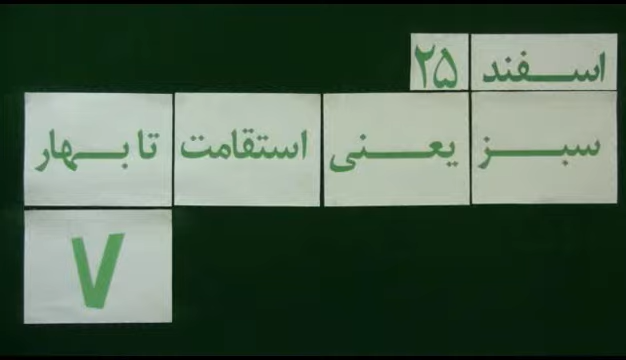 اسفند ۲۵
سبز یعنی استقامت تا بهار
۷